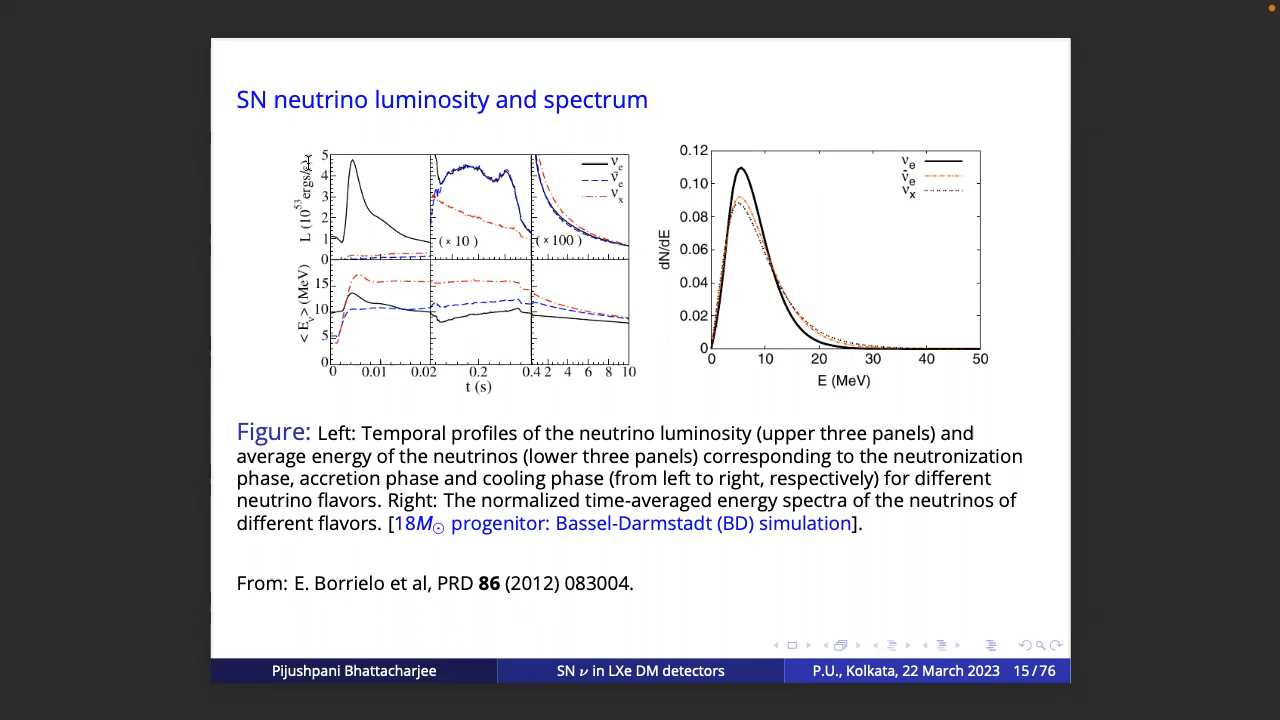 SN neutrino luminosity and spectrum
L (10^53 ergs/s)
5
4
3
2
1
0
(× 10 )
(× 100 )
ν_e
ν̄_e
ν_x
< E_ν > (MeV)
15
10
5
0
0 0.01 0.02 0.2 0.4 2 4 6 8 10
t (s)
dN/dE
0.12
0.10
0.08
0.06
0.04
0.02
0
ν_e
ν̄_e
ν_x
0 10 20 30 40 50
E (MeV)
Figure: Left: Temporal profiles of the neutrino luminosity (upper three panels) and
average energy of the neutrinos (lower three panels) corresponding to the neutronization
phase, accretion phase and cooling phase (from left to right, respectively) for different
neutrino flavors. Right: The normalized time-averaged energy spectra of the neutrinos of
different flavors. [18M⊙ progenitor: Bassel-Darmstadt (BD) simulation].
From: E. Borrielo et al, PRD 86 (2012) 083004.
Pijushpani Bhattacharjee SN ν in LXe DM detectors P.U., Kolkata, 22 March 2023 15/76